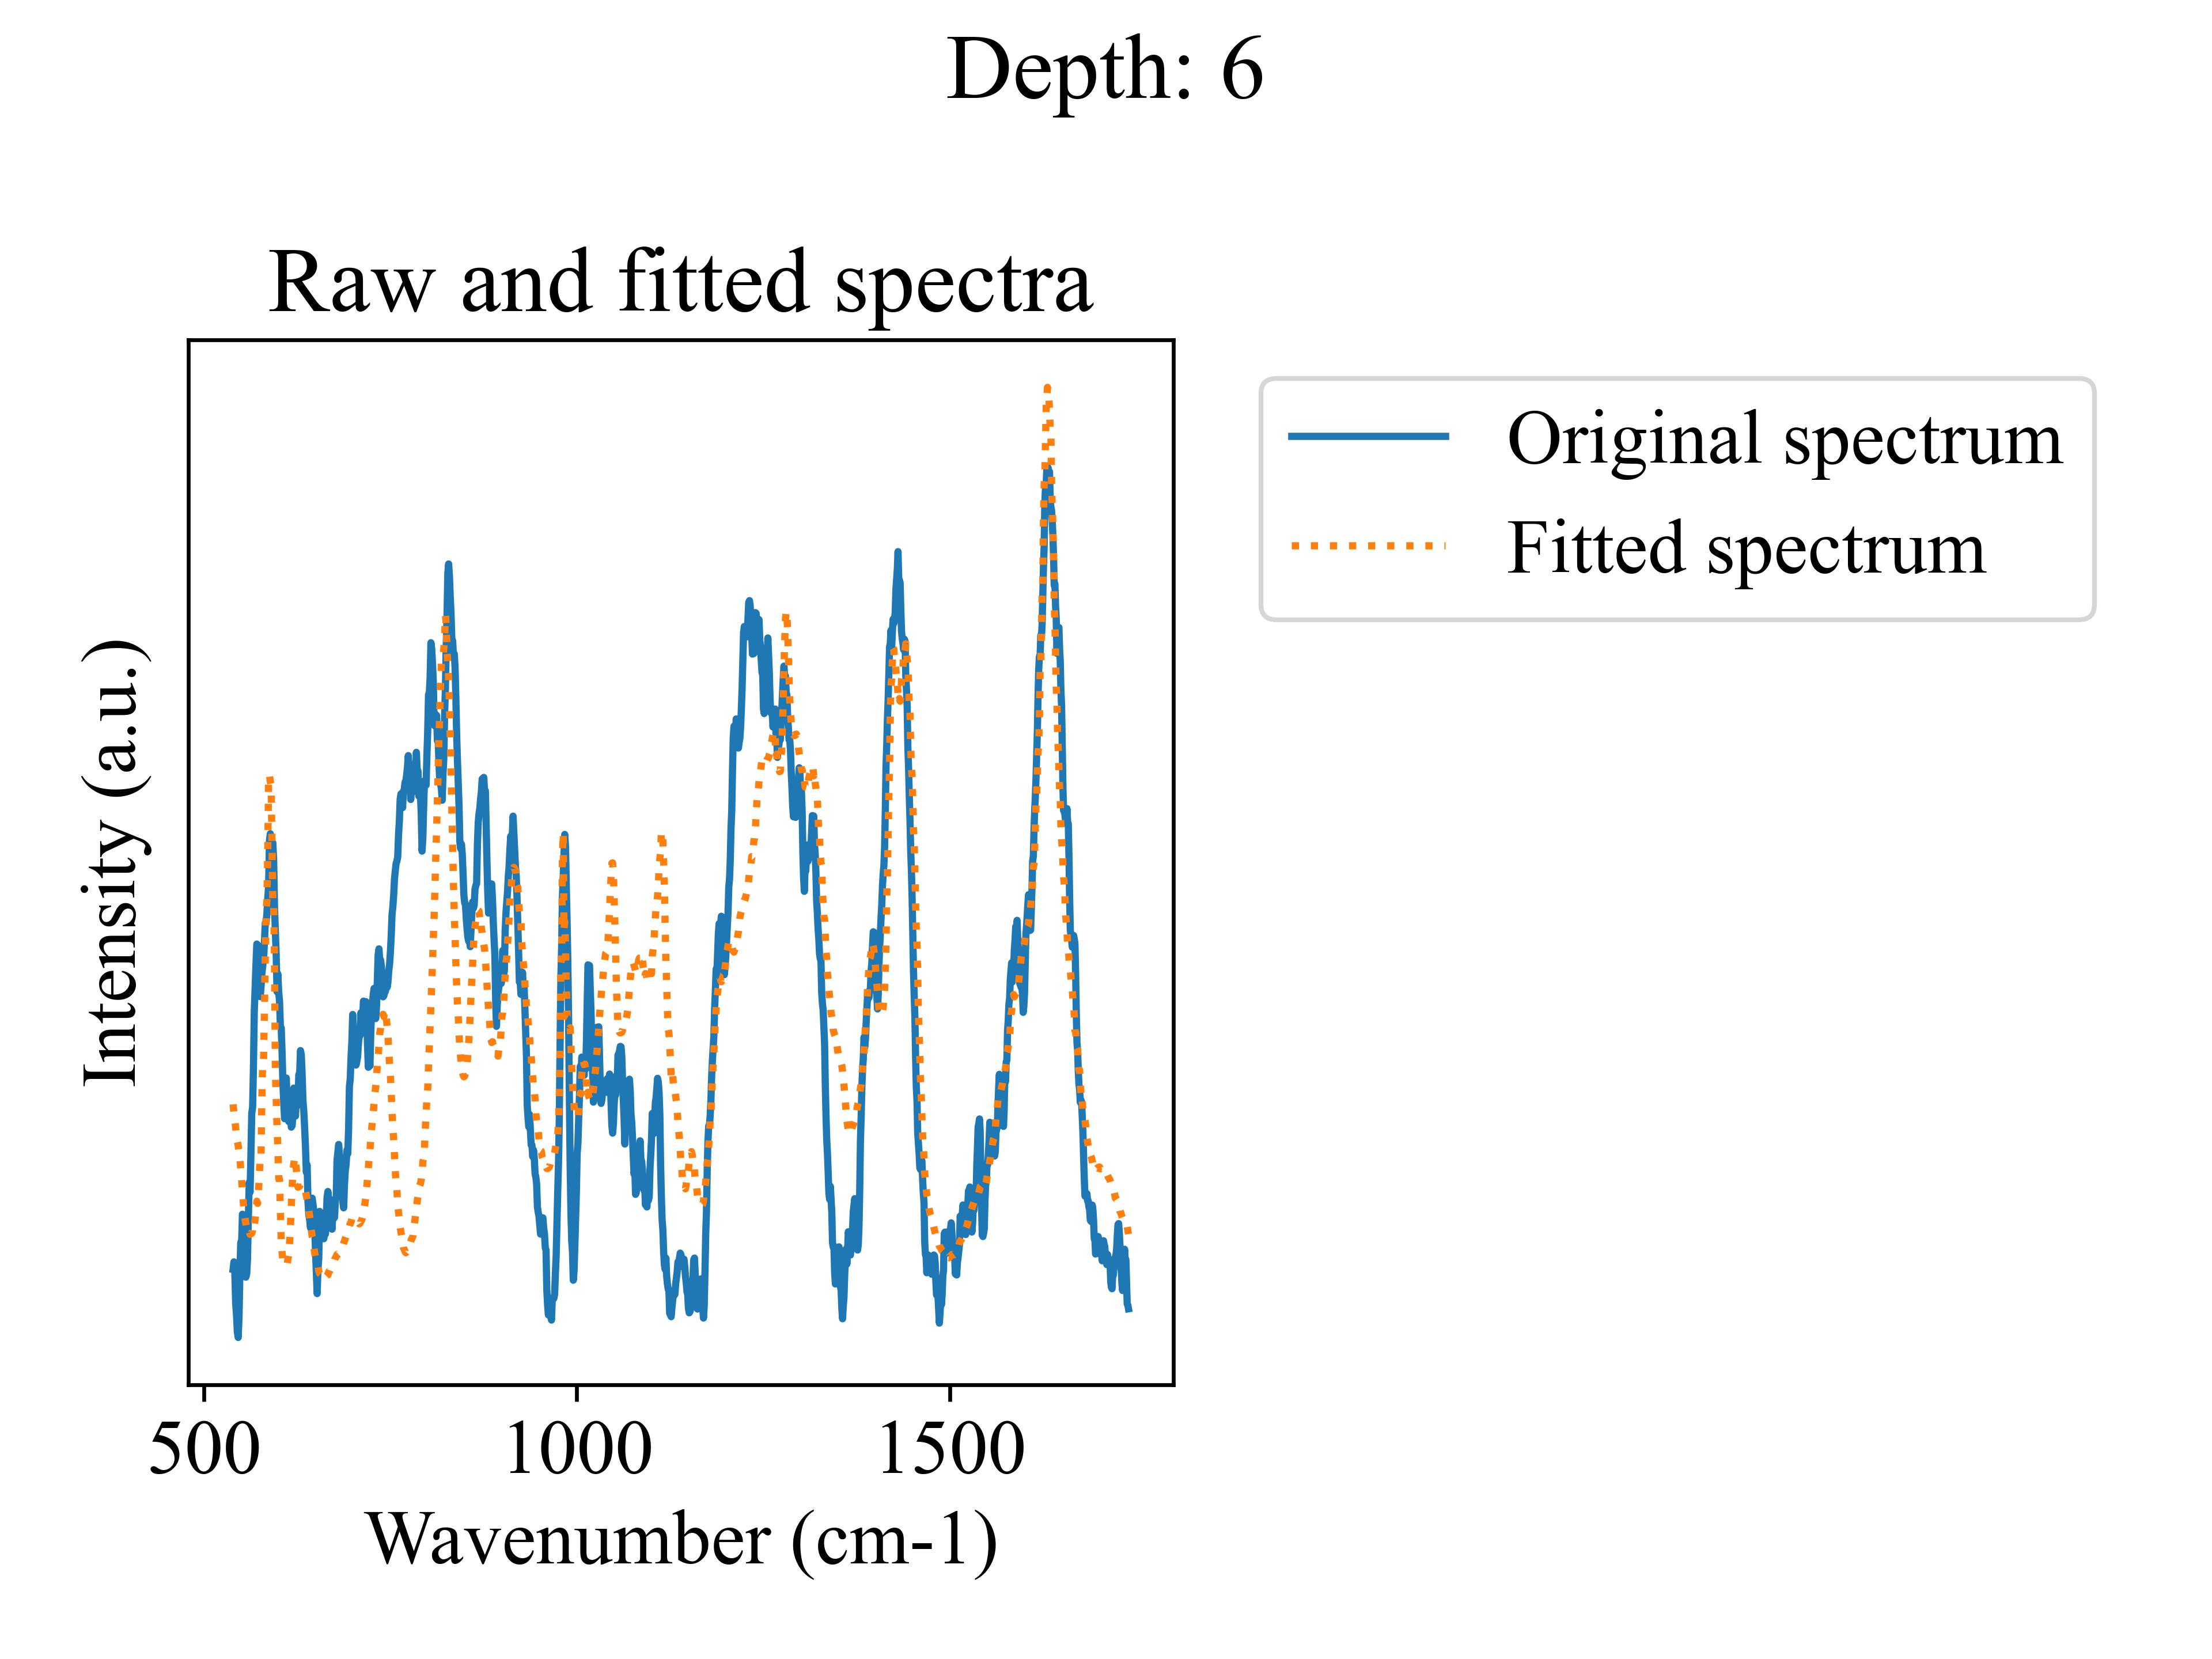 Depth: 6
Raw and fitted spectra
Original spectrum
Fitted spectrum
Intensity (a.u.)
500 1000 1500
Wavenumber (cm-1)